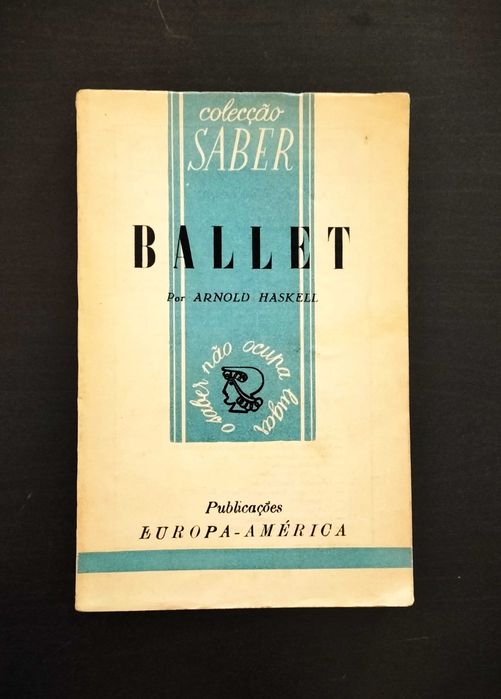 colecção
SABER
BALLET
Por ARNOLD HASKELL
o saber não ocupa lugar
Publicações
EUROPA-AMÉRICA